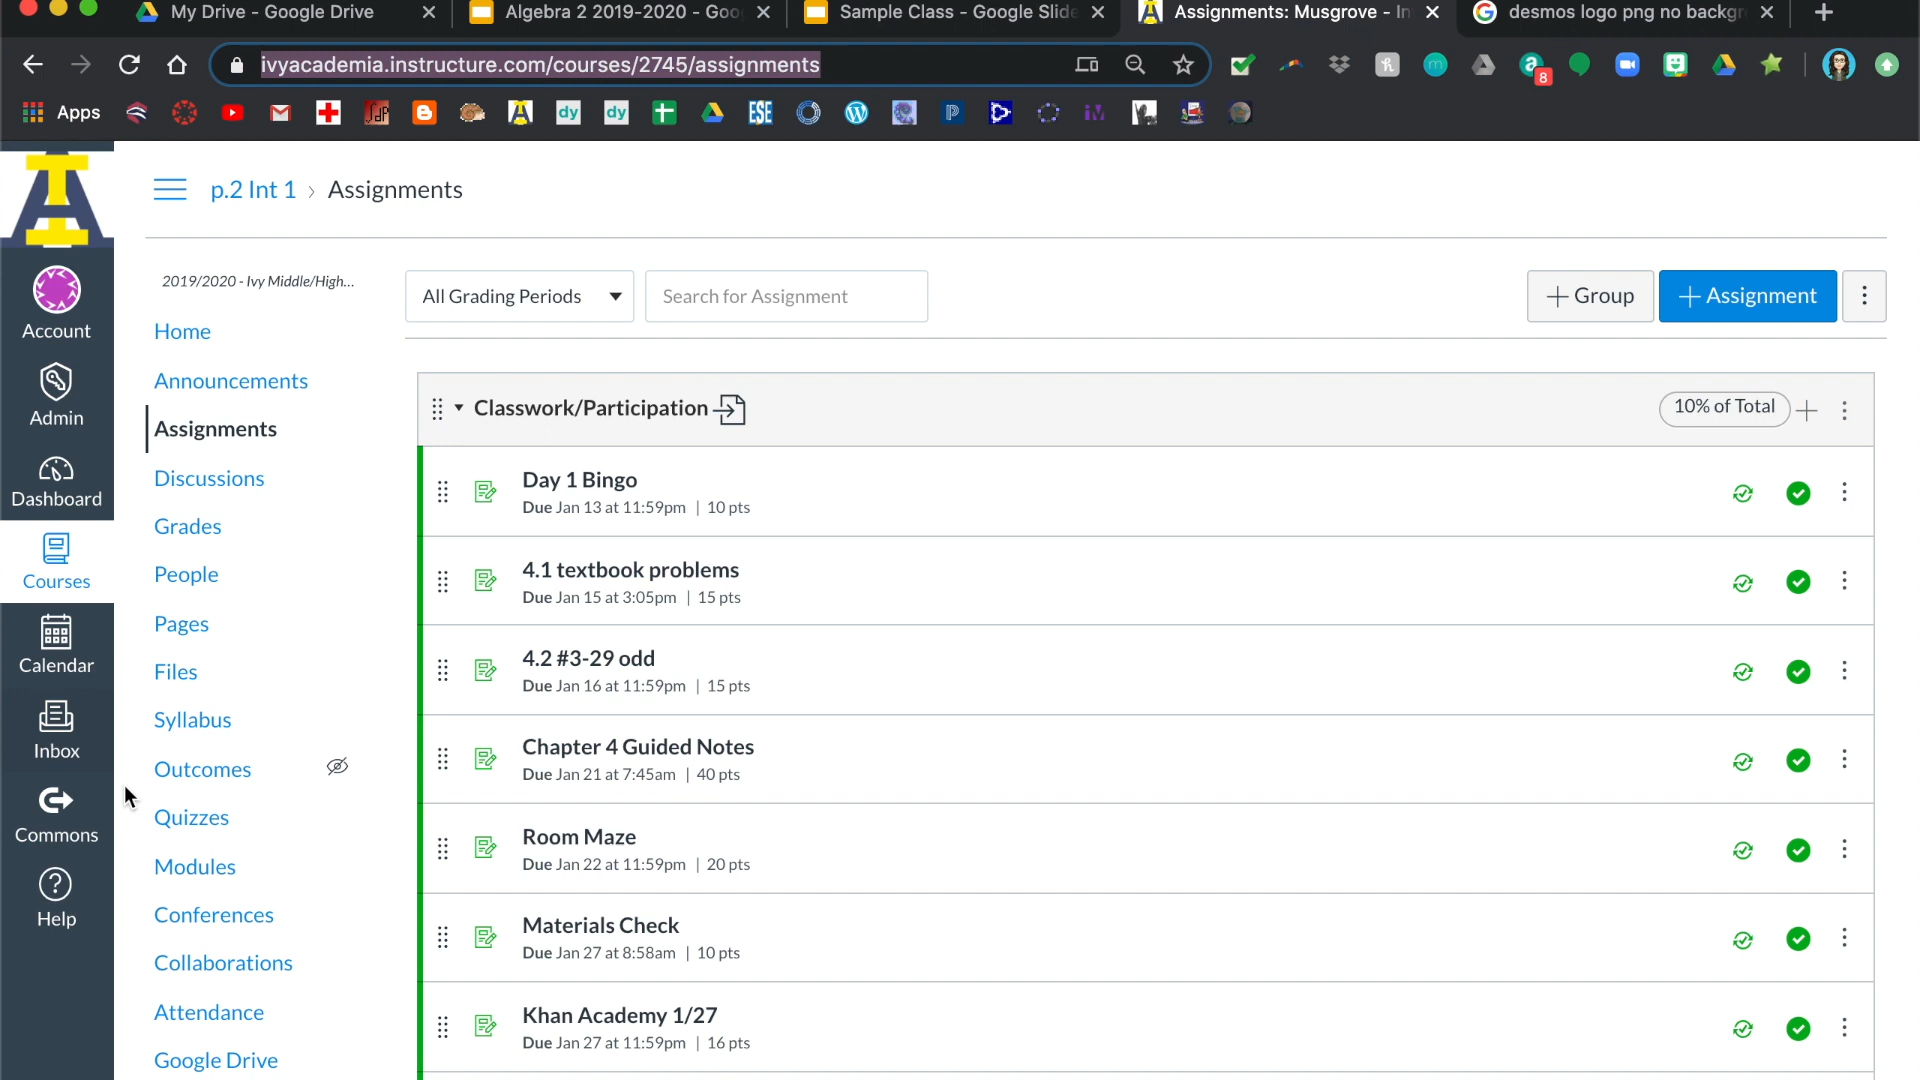 My Drive - Google Drive
Algebra 2 2019-2020 - Goo
Sample Class - Google Slide
Assignments: Musgrove - In
desmos logo png no backgr
ivyacademia.instructure.com/courses/2745/assignments
8
Apps
dy
dy
ESE
p.2 Int 1 › Assignments
2019/2020 - Ivy Middle/High...
All Grading Periods
Search for Assignment
+ Group
+ Assignment
Account
Admin
Dashboard
Courses
Calendar
Inbox
Commons
Help
Home
Announcements
Assignments
Discussions
Grades
People
Pages
Files
Syllabus
Outcomes
Quizzes
Modules
Conferences
Collaborations
Attendance
Google Drive
Classwork/Participation
10% of Total
Day 1 Bingo
Due Jan 13 at 11:59pm | 10 pts
4.1 textbook problems
Due Jan 15 at 3:05pm | 15 pts
4.2 #3-29 odd
Due Jan 16 at 11:59pm | 15 pts
Chapter 4 Guided Notes
Due Jan 21 at 7:45am | 40 pts
Room Maze
Due Jan 22 at 11:59pm | 20 pts
Materials Check
Due Jan 27 at 8:58am | 10 pts
Khan Academy 1/27
Due Jan 27 at 11:59pm | 16 pts